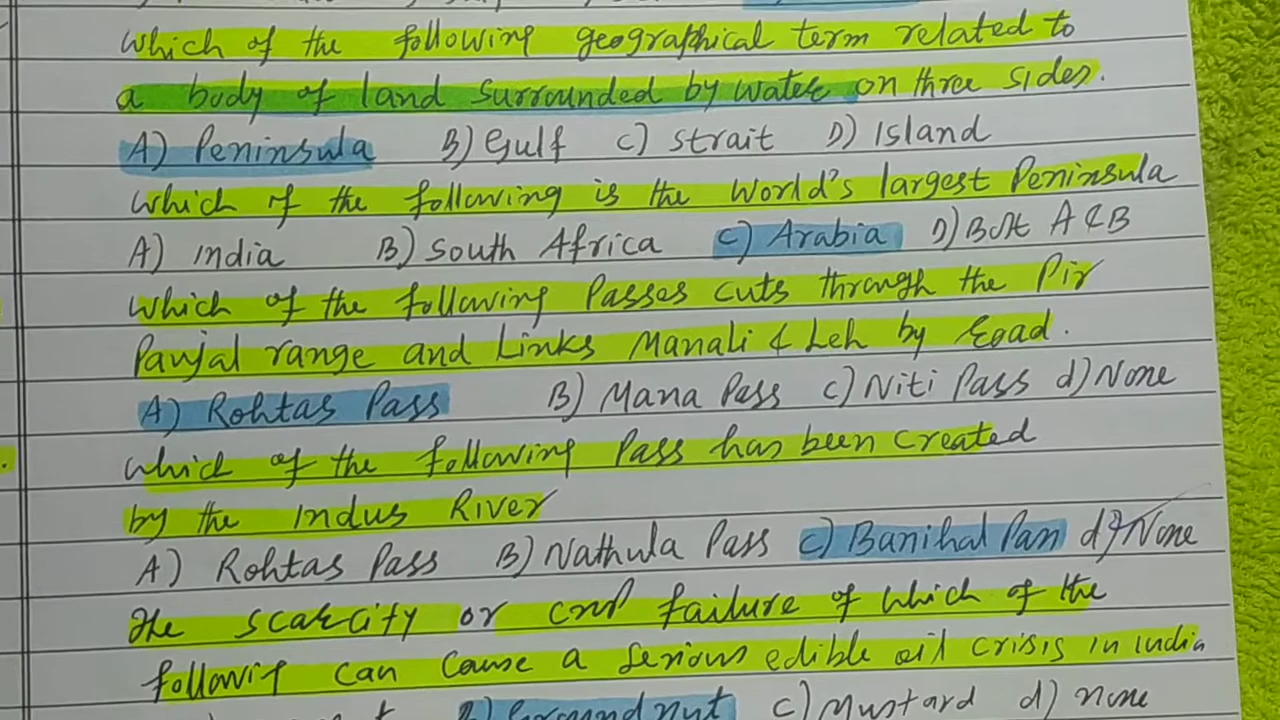 which of the following geographical term related to
a body of land surrounded by water on three sides.
A) Peninsula B) Gulf C) strait D) Island
which of the following is the World's largest Peninsula
A) India B) South Africa C) Arabia D) Both A & B
which of the following Passes cuts through the Pir
Panjal range and Links Manali & Leh by Road.
A) Rohtas Pass B) Mana Pass C) Niti Pass d) None
which of the following Pass has been created
by the Indus River
A) Rohtas Pass B) Nathula Pass C) Banihal Pass d) None
The scarcity or crop failure of which of the
following can cause a serious edible oil crisis in india
B) Groundnut C) Mustard d) none